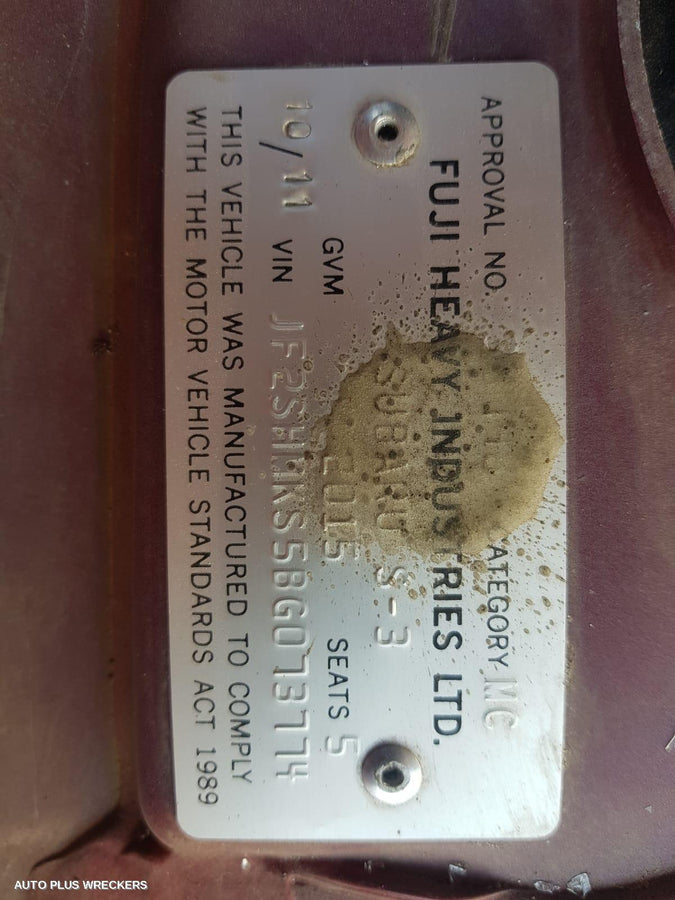 APPROVAL NO. CATEGORY MC
FUJI HEAVY INDUSTRIES LTD.
SUBARU S-3
GVM 2015 SEATS 5
10/11 VIN JF2SHMKS5BG073774
THIS VEHICLE WAS MANUFACTURED TO COMPLY
WITH THE MOTOR VEHICLE STANDARDS ACT 1989
AUTO PLUS WRECKERS